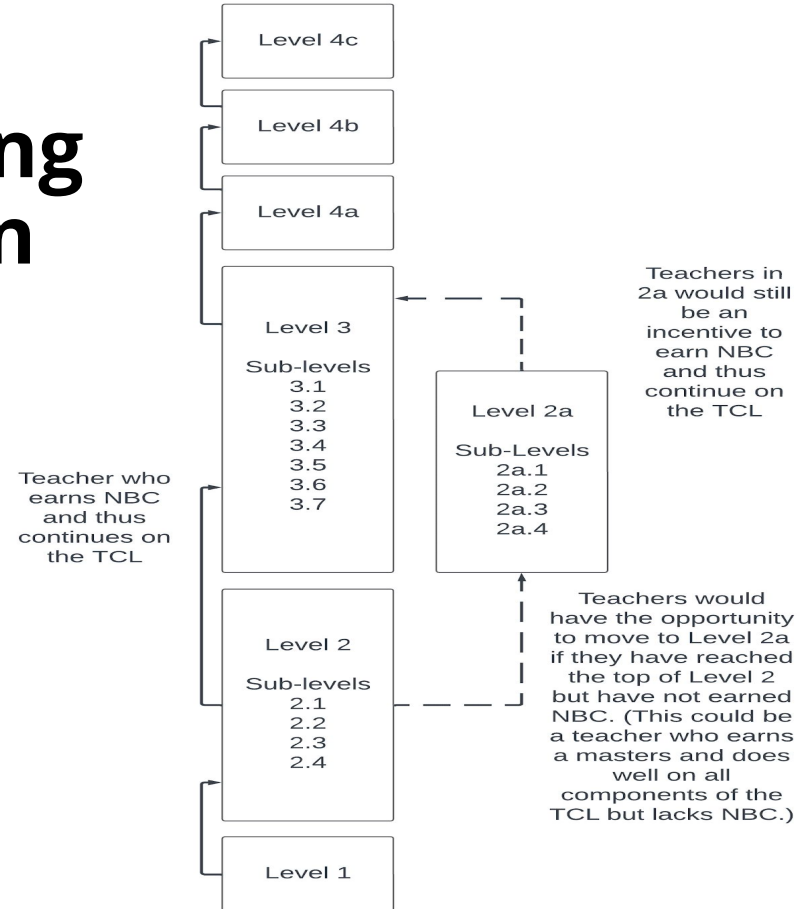 ng
n
Level 4c
Level 4b
Level 4a
Level 3
Sub-levels
3.1
3.2
3.3
3.4
3.5
3.6
3.7
Teachers in
2a would still
be an
incentive to
earn NBC
and thus
continue on
the TCL
Level 2a
Sub-Levels
2a.1
2a.2
2a.3
2a.4
Teacher who
earns NBC
and thus
continues on
the TCL
Level 2
Sub-levels
2.1
2.2
2.3
2.4
Teachers would
have the opportunity
to move to Level 2a
if they have reached
the top of Level 2
but have not earned
NBC. (This could be
a teacher who earns
a masters and does
well on all
components of the
TCL but lacks NBC.)
Level 1